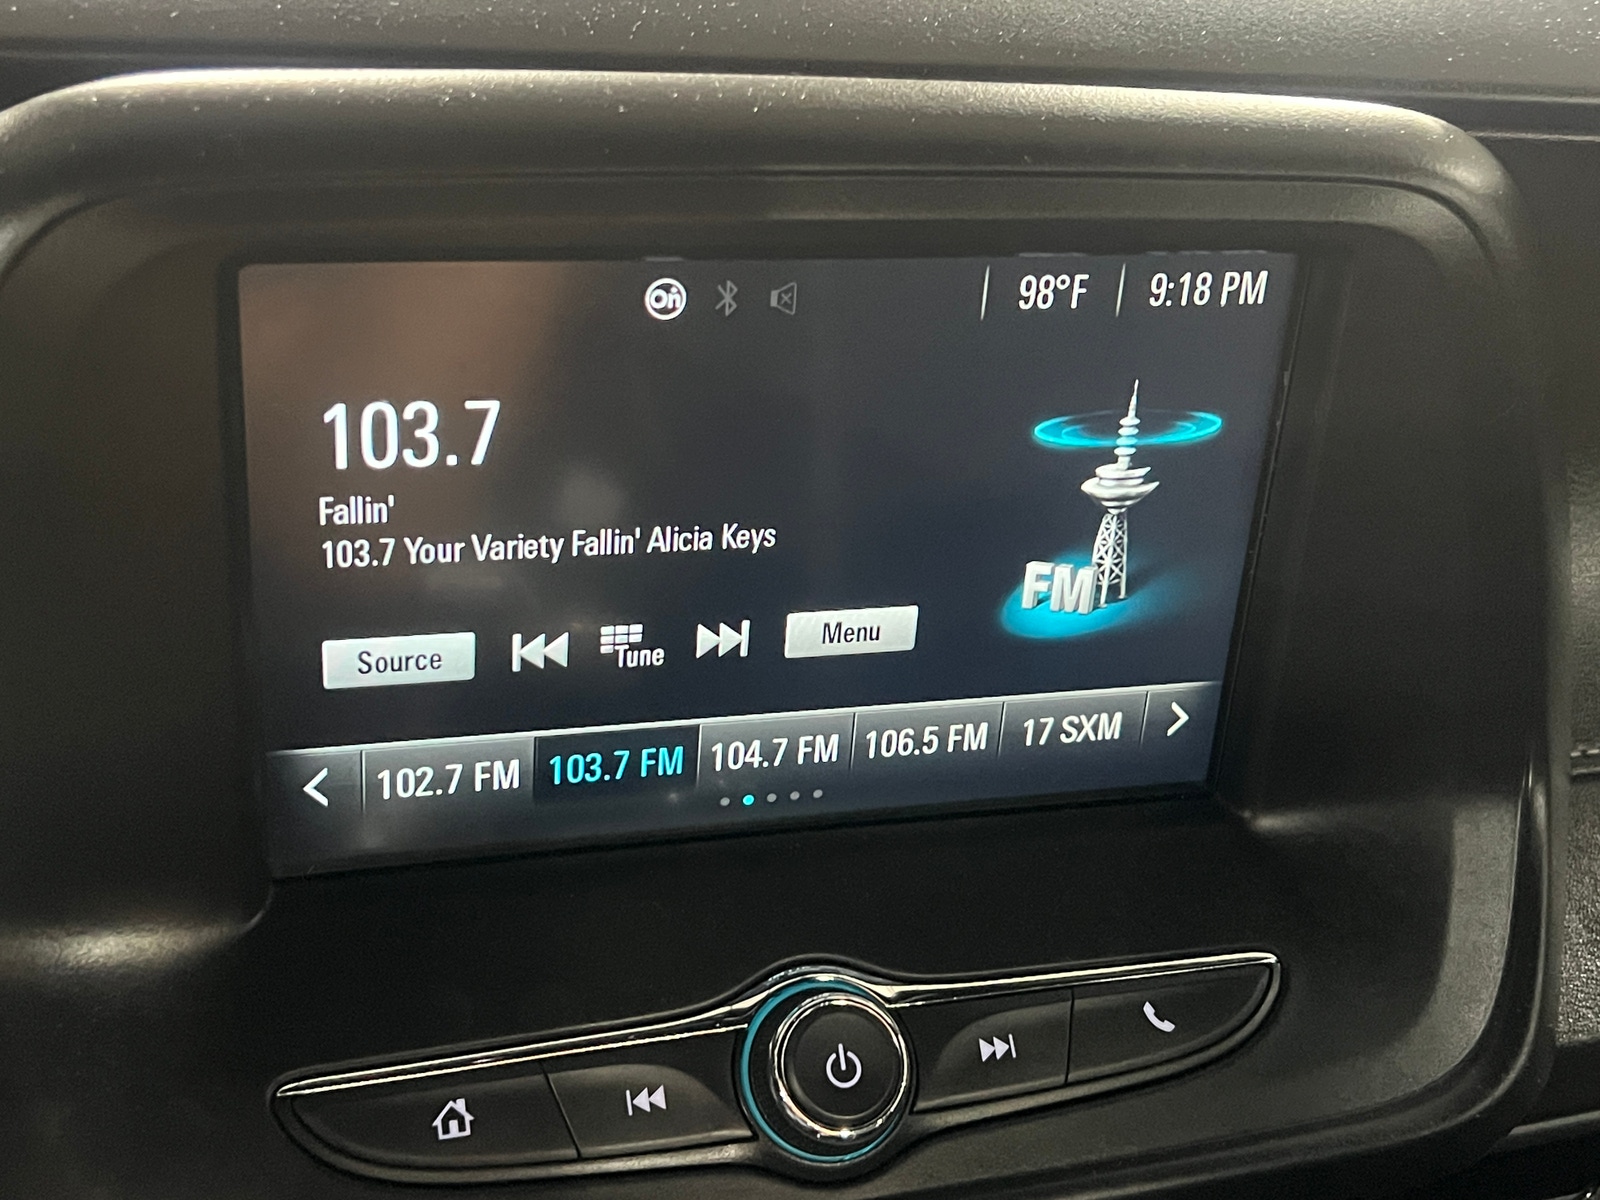 On
98°F
9:18 PM
103.7
Fallin'
103.7 Your Variety Fallin' Alicia Keys
FM
Source
Tune
Menu
102.7 FM
103.7 FM
104.7 FM
106.5 FM
17 SXM